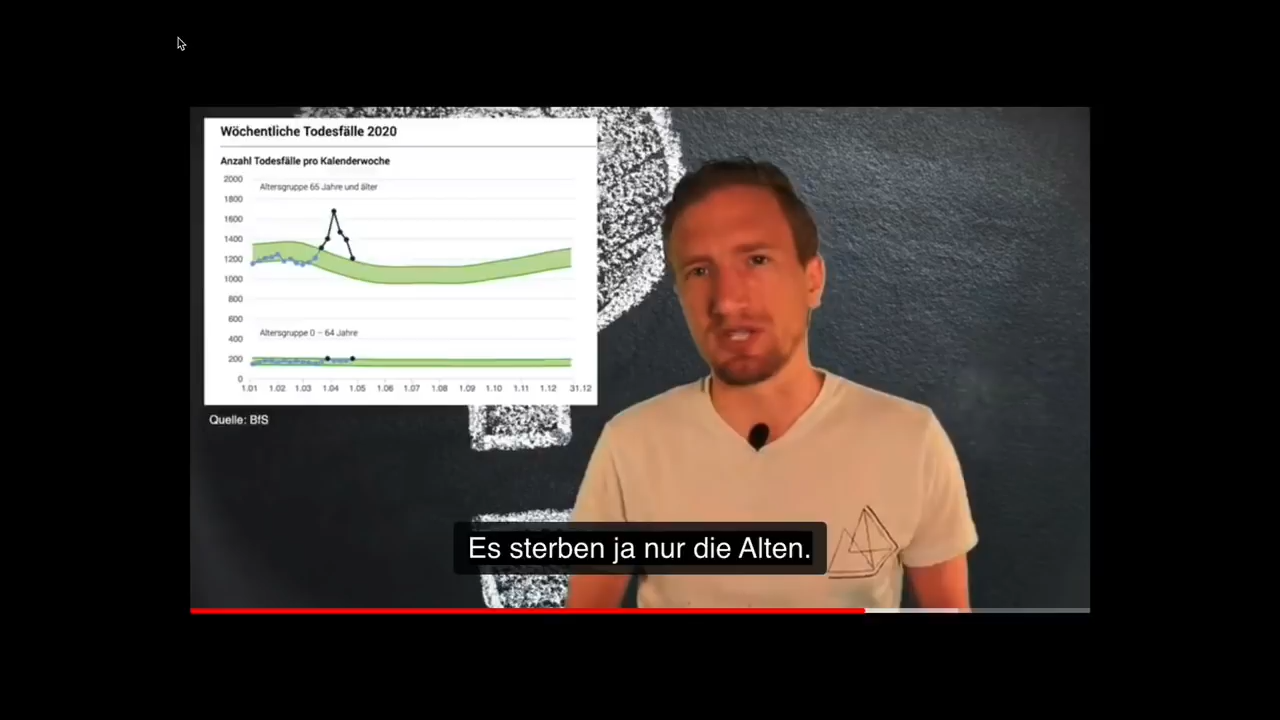 Wöchentliche Todesfälle 2020
Anzahl Todesfälle pro Kalenderwoche
2000
Altersgruppe 65 Jahre und älter
1800
1600
1400
1200
1000
800
600
Altersgruppe 0 – 64 Jahre
400
200
0
1.01 1.02 1.03 1.04 1.05 1.06 1.07 1.08 1.09 1.10 1.11 1.12 31.12
Quelle: BfS
Es sterben ja nur die Alten.